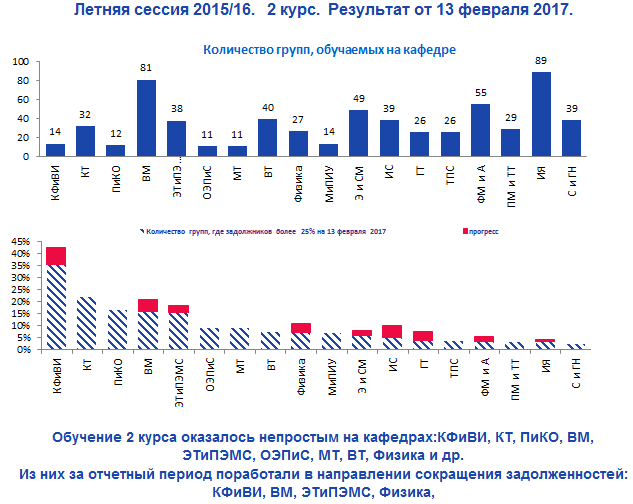 Летняя сессия 2015/16.   2 курс.  Результат от 13 февраля 2017.
Количество групп, обучаемых на кафедре
100
80
60
40
20
0
14
32
12
81
38
11
11
40
27
14
49
39
26
26
55
29
89
39
КФиВИ
КТ
ПиКО
ВМ
ЭТиПЭ...
ОЭПиС
МТ
ВТ
Физика
МиПИУ
Э и СМ
ИС
ГТ
ТПС
ФМ и А
ПМ и ТТ
ИЯ
С и ГН
Количество групп, где задолжников более 25% на 13 февраля 2017
прогресс
45%
40%
35%
30%
25%
20%
15%
10%
5%
0%
КФиВИ
КТ
ПиКО
ВМ
ЭТиПЭМС
ОЭПиС
МТ
ВТ
Физика
МиПИУ
Э и СМ
ИС
ГТ
ТПС
ФМ и А
ПМ и ТТ
ИЯ
С и ГН
Обучение 2 курса оказалось непростым на кафедрах:КФиВИ, КТ, ПиКО, ВМ,
ЭТиПЭМС, ОЭПиС, МТ, ВТ, Физика и др.
Из них за отчетный период поработали в направлении сокращения задолженностей:
КФиВИ, ВМ, ЭТиПЭМС, Физика,